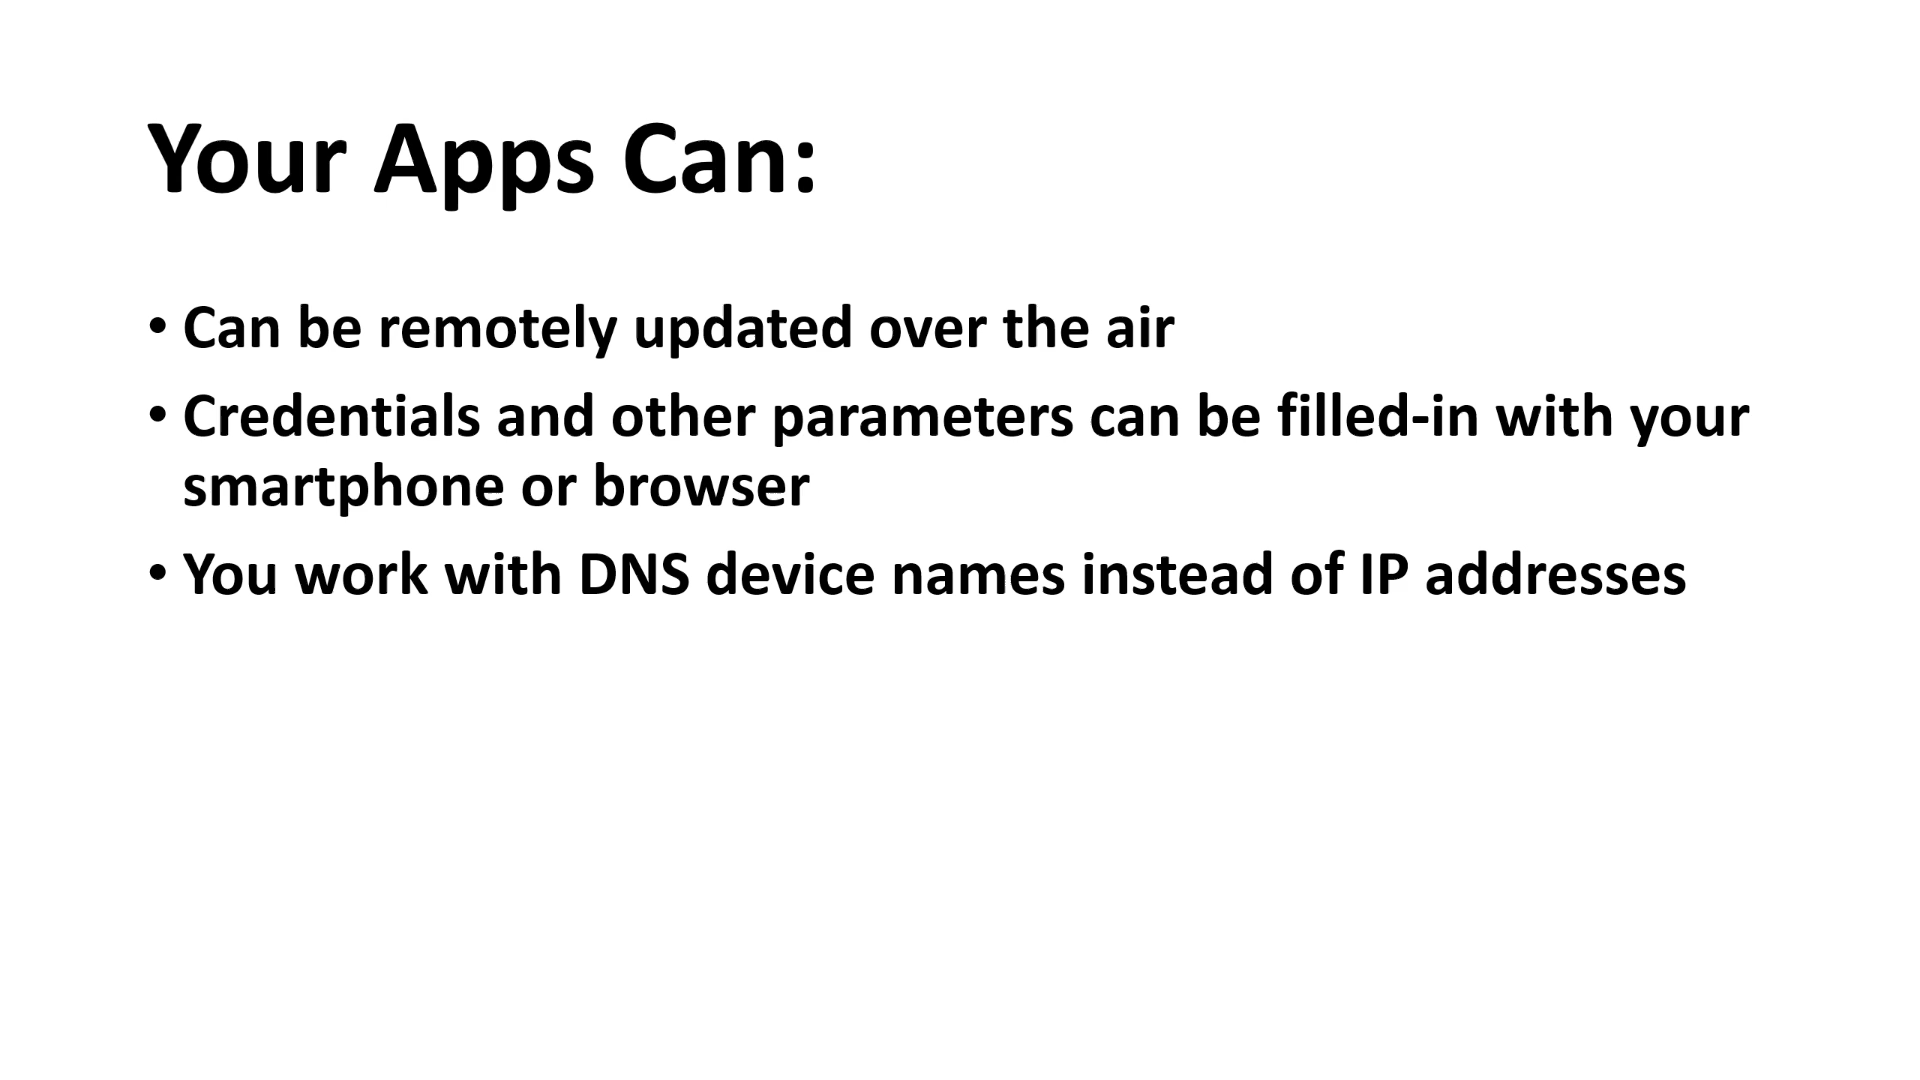 Your Apps Can:
• Can be remotely updated over the air
• Credentials and other parameters can be filled-in with your
smartphone or browser
• You work with DNS device names instead of IP addresses